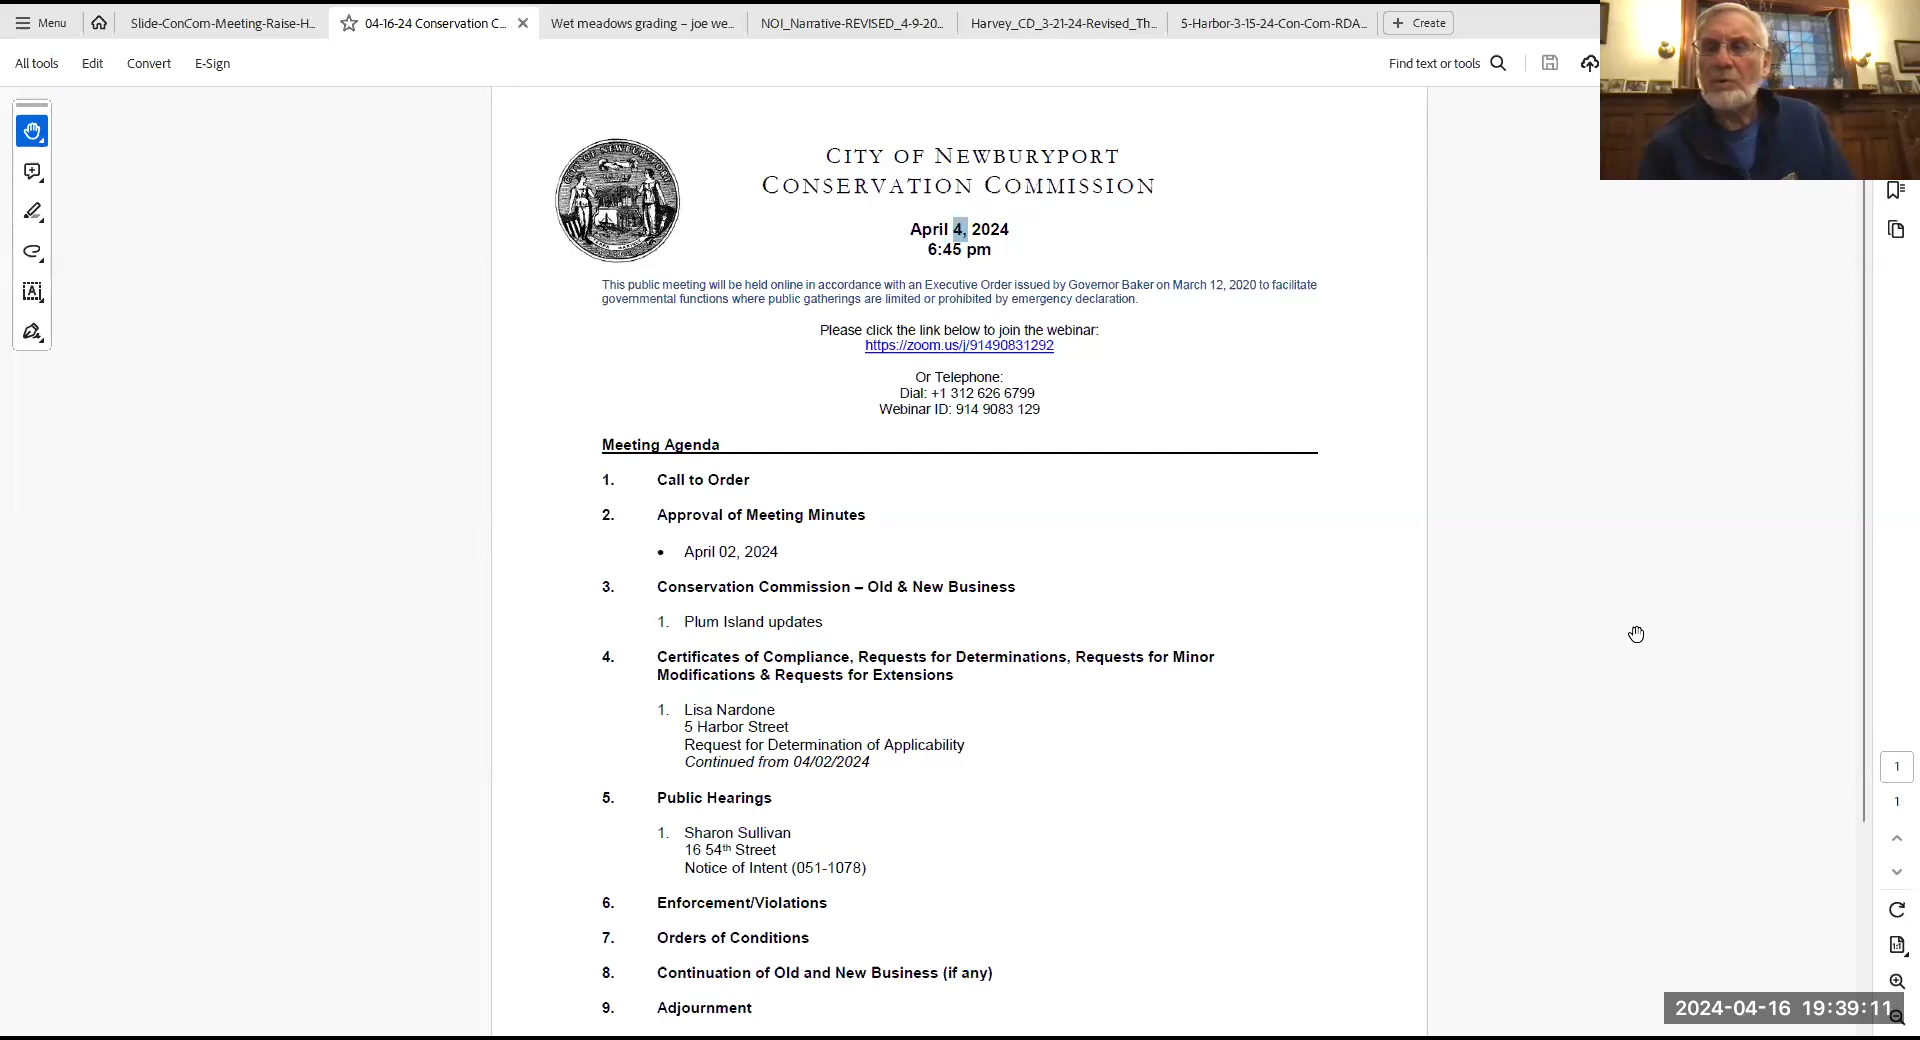 Menu
Slide-ConCom-Meeting-Raise-H...
04-16-24 Conservation C...
Wet meadows grading – joe we...
NOI_Narrative-REVISED_4-9-20...
Harvey_CD_3-21-24-Revised_Th...
5-Harbor-3-15-24-Con-Com-RDA...
+ Create
All tools
Edit
Convert
E-Sign
Find text or tools
CITY OF NEWBURYPORT
CONSERVATION COMMISSION
April 4, 2024
6:45 pm
This public meeting will be held online in accordance with an Executive Order issued by Governor Baker on March 12, 2020 to facilitate
governmental functions where public gatherings are limited or prohibited by emergency declaration.
Please click the link below to join the webinar:
https://zoom.us/j/91490831292
Or Telephone:
Dial: +1 312 626 6799
Webinar ID: 914 9083 129
Meeting Agenda
1. Call to Order
2. Approval of Meeting Minutes
• April 02, 2024
3. Conservation Commission – Old & New Business
1. Plum Island updates
4. Certificates of Compliance, Requests for Determinations, Requests for Minor
Modifications & Requests for Extensions
1. Lisa Nardone
5 Harbor Street
Request for Determination of Applicability
Continued from 04/02/2024
5. Public Hearings
1. Sharon Sullivan
16 54th Street
Notice of Intent (051-1078)
6. Enforcement/Violations
7. Orders of Conditions
8. Continuation of Old and New Business (if any)
9. Adjournment
1
1
2024-04-16 19:39:11